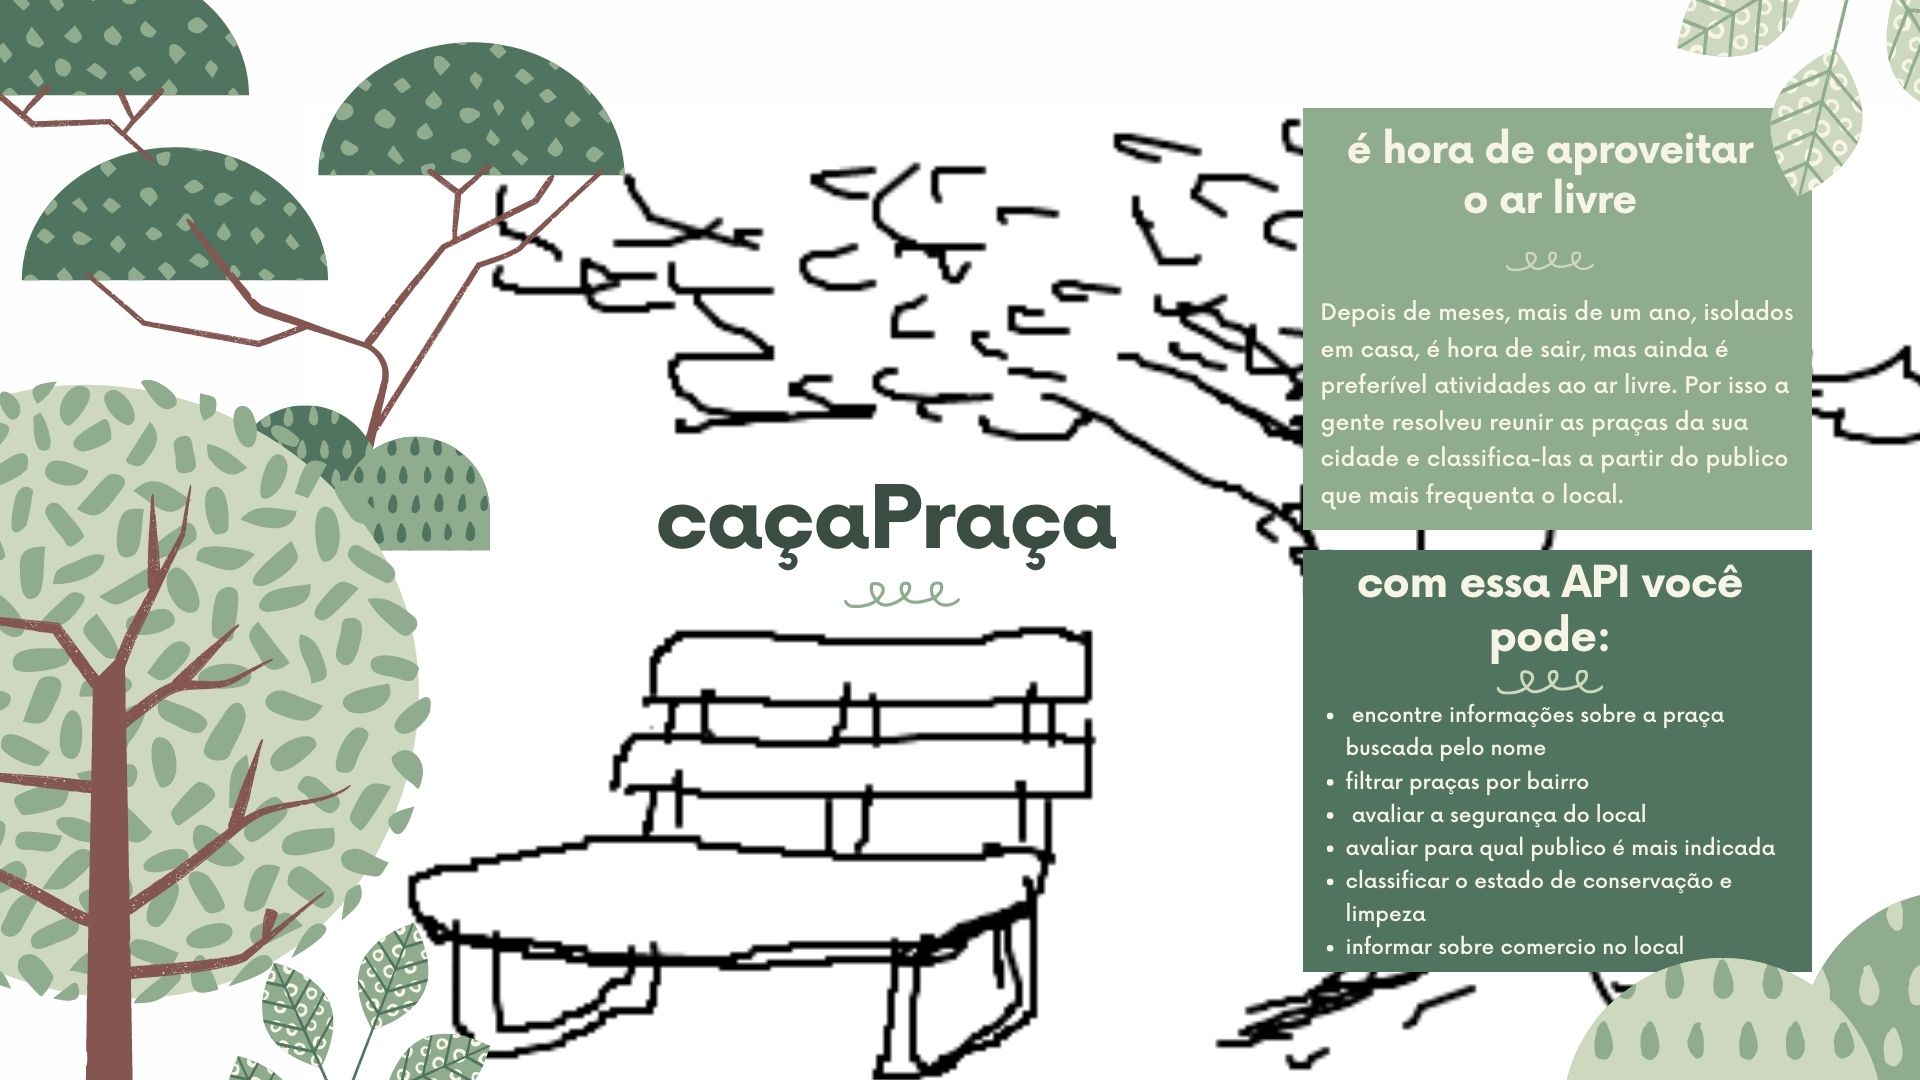 caçaPraça
é hora de aproveitar
o ar livre
Depois de meses, mais de um ano, isolados
em casa, é hora de sair, mas ainda é
preferível atividades ao ar livre. Por isso a
gente resolveu reunir as praças da sua
cidade e classifica-las a partir do publico
que mais frequenta o local.
com essa API você
pode:
• encontre informações sobre a praça
buscada pelo nome
• filtrar praças por bairro
• avaliar a segurança do local
• avaliar para qual publico é mais indicada
• classificar o estado de conservação e
limpeza
• informar sobre comercio no local